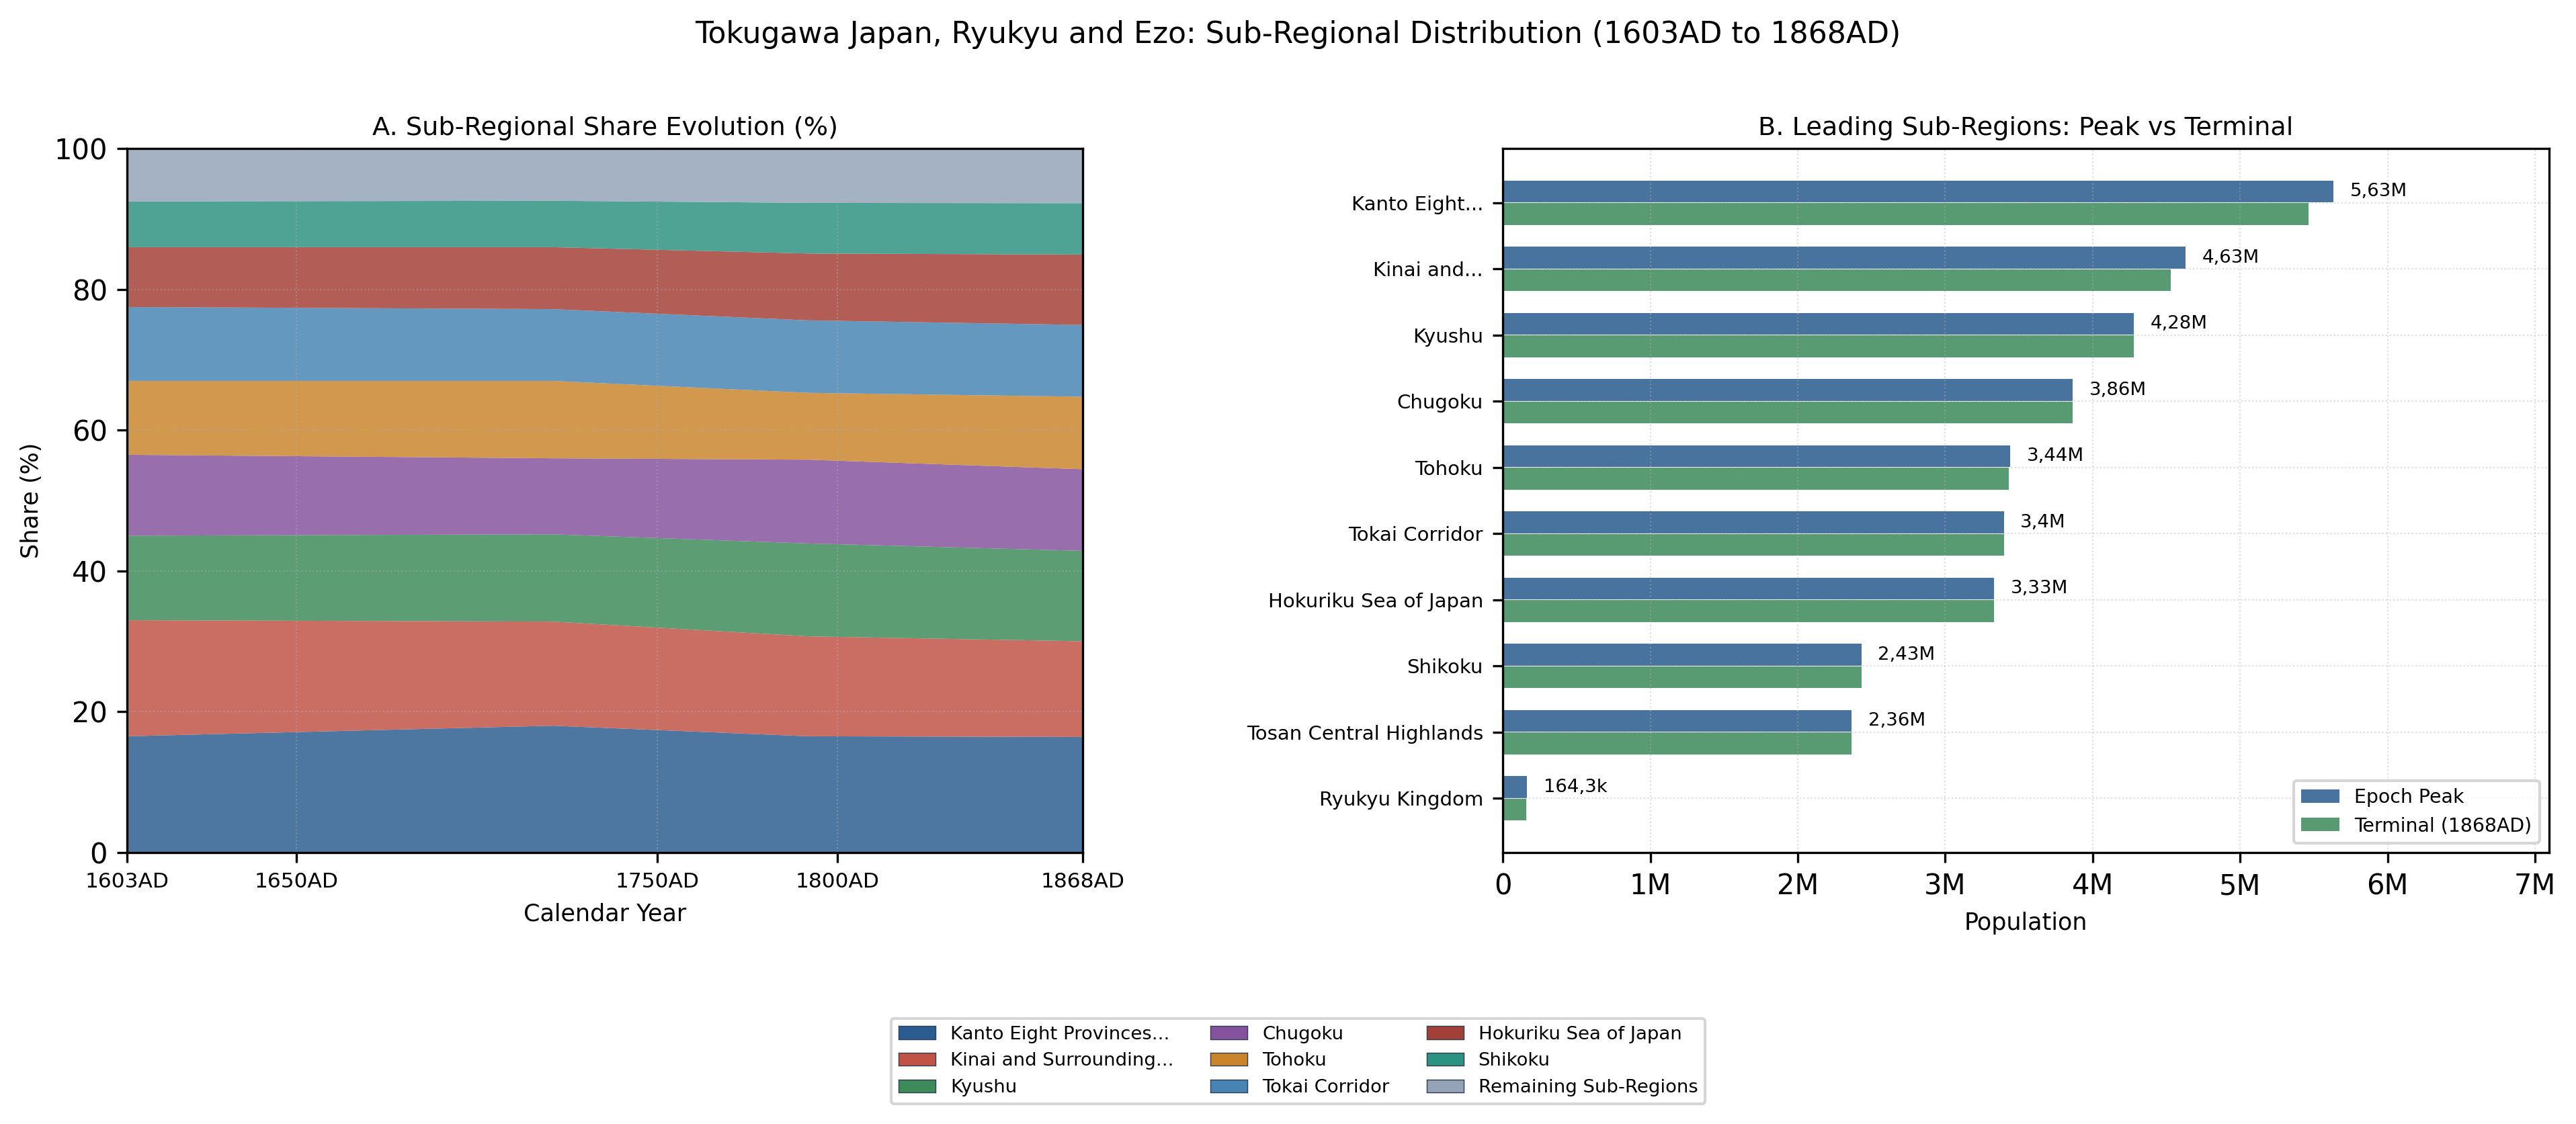 Tokugawa Japan, Ryukyu and Ezo: Sub-Regional Distribution (1603AD to 1868AD)
A. Sub-Regional Share Evolution (%)
100
80
60
40
20
0
Share (%)
1603AD
1650AD
1750AD
1800AD
1868AD
Calendar Year
B. Leading Sub-Regions: Peak vs Terminal
Kanto Eight...
5,63M
Kinai and...
4,63M
Kyushu
4,28M
Chugoku
3,86M
Tohoku
3,44M
Tokai Corridor
3,4M
Hokuriku Sea of Japan
3,33M
Shikoku
2,43M
Tosan Central Highlands
2,36M
Ryukyu Kingdom
164,3k
Epoch Peak
Terminal (1868AD)
0
1M
2M
3M
4M
5M
6M
7M
Population
Kanto Eight Provinces...
Kinai and Surrounding...
Kyushu
Chugoku
Tohoku
Tokai Corridor
Hokuriku Sea of Japan
Shikoku
Remaining Sub-Regions